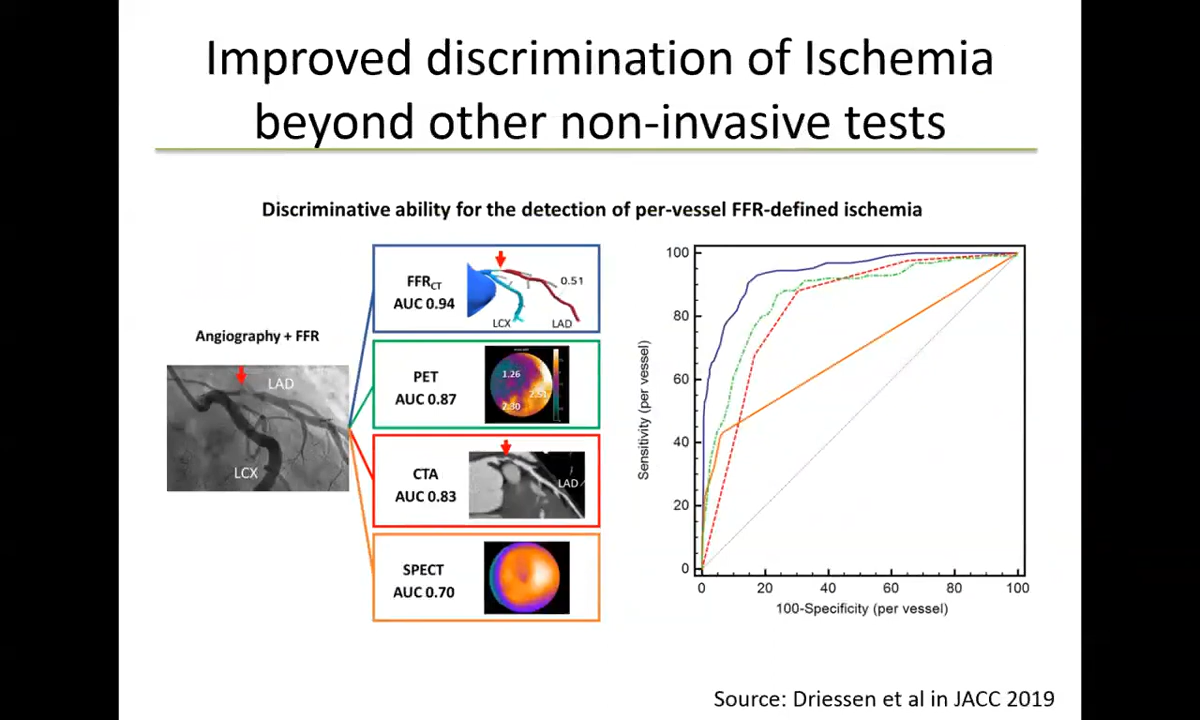 Improved discrimination of Ischemia
beyond other non-invasive tests
Discriminative ability for the detection of per-vessel FFR-defined ischemia
Angiography + FFR
LAD
LCX
FFRCT
AUC 0.94
0.51
LCX
LAD
PET
AUC 0.87
1.26
2.51
2.30
CTA
AUC 0.83
LAD
SPECT
AUC 0.70
Sensitivity (per vessel)
100
80
60
40
20
0
0 20 40 60 80 100
100-Specificity (per vessel)
Source: Driessen et al in JACC 2019